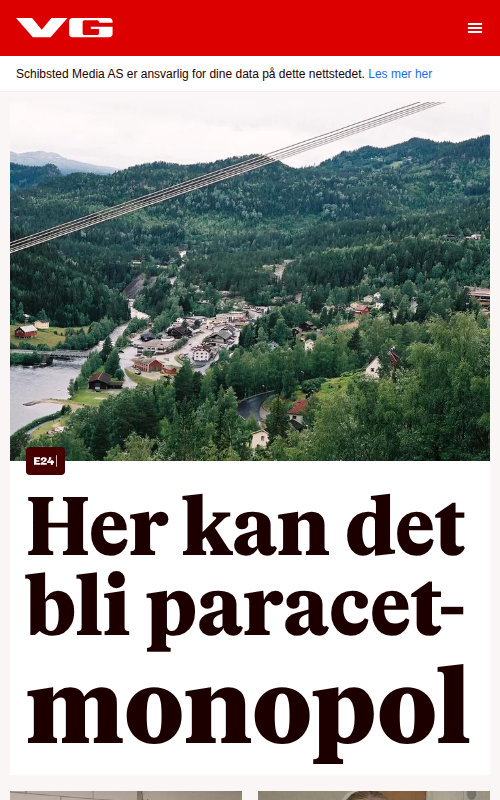 VG
Schibsted Media AS er ansvarlig for dine data på dette nettstedet. Les mer her
E24
Her kan det
bli paracet-
monopol